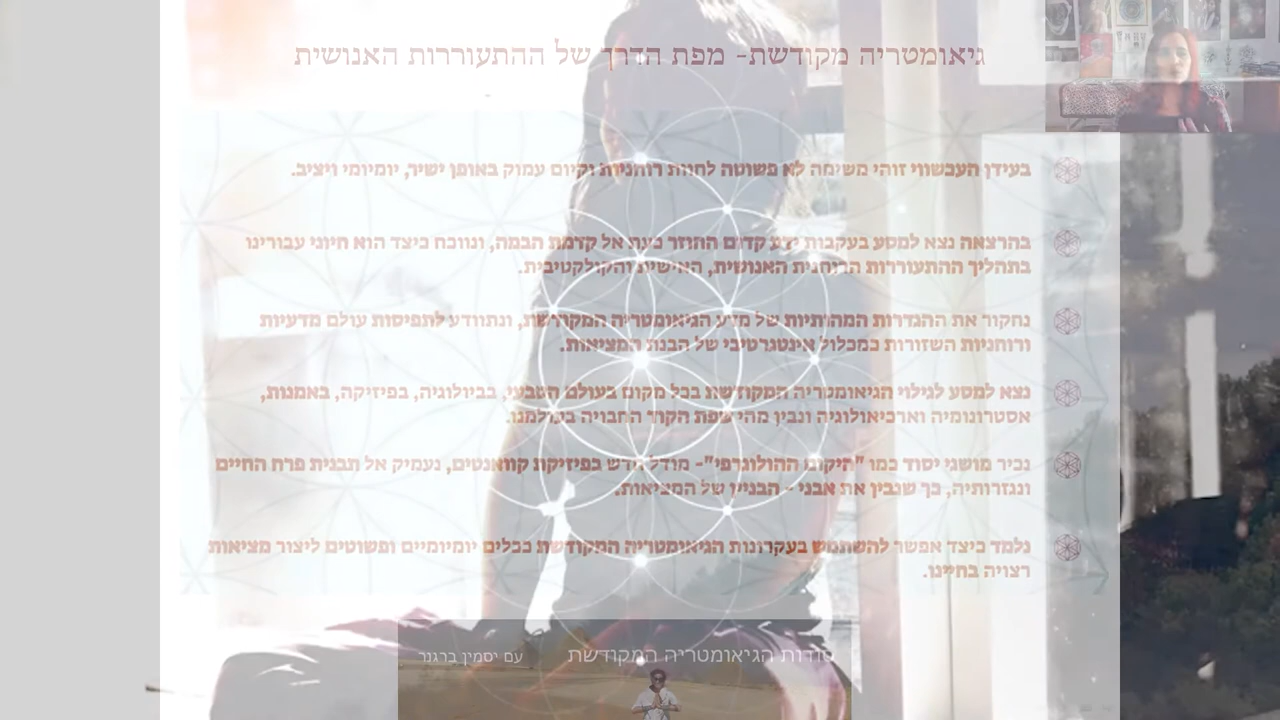 גיאומטריה מקודשת- מפת הדרך של ההתעוררות האנושית
בעידן העכשווי זוהי משימה לא פשוטה לחוות רוחניות וקיום עמוק באופן ישיר, יומיומי ויציב.
בהרצאה נצא למסע בעקבות ידע קדום החוזר כעת אל קדמת הבמה, ונווכח כיצד הוא חיוני עבורינו
בתהליך ההתעוררות הרוחנית האנושית, האישית והקולקטיבית.
נחקור את ההגדרות המהותיות של מדע הגיאומטריה המקודשת, ונתוודע לתפיסות עולם מדעיות
ורוחניות השזורות כמכלול אינטגרטיבי של הבנת המציאות.
נצא למסע לגילוי הגיאומטריה המקודשת בכל מקום בעולם הטבעי, בביולוגיה, בפיזיקה, באמנות,
אסטרונומיה וארכיאולוגיה ונבין מהי שפת הקוד החבויה בעולמנו.
נכיר מושגי יסוד כמו "היקום ההולוגרפי"- מודל חדש בפיזיקת קוואנטים, נעמיק אל תבנית פרח החיים
ונגזרותיה, כך שנבין את אבני - הבניין של המציאות.
נלמד כיצד אפשר להשתמש בעקרונות הגיאומטריה המקודשת ככלים יומיומיים ופשוטים ליצור מציאות
רצויה בחיינו.
סודות הגיאומטריה המקודשת עם יסמין ברגנר